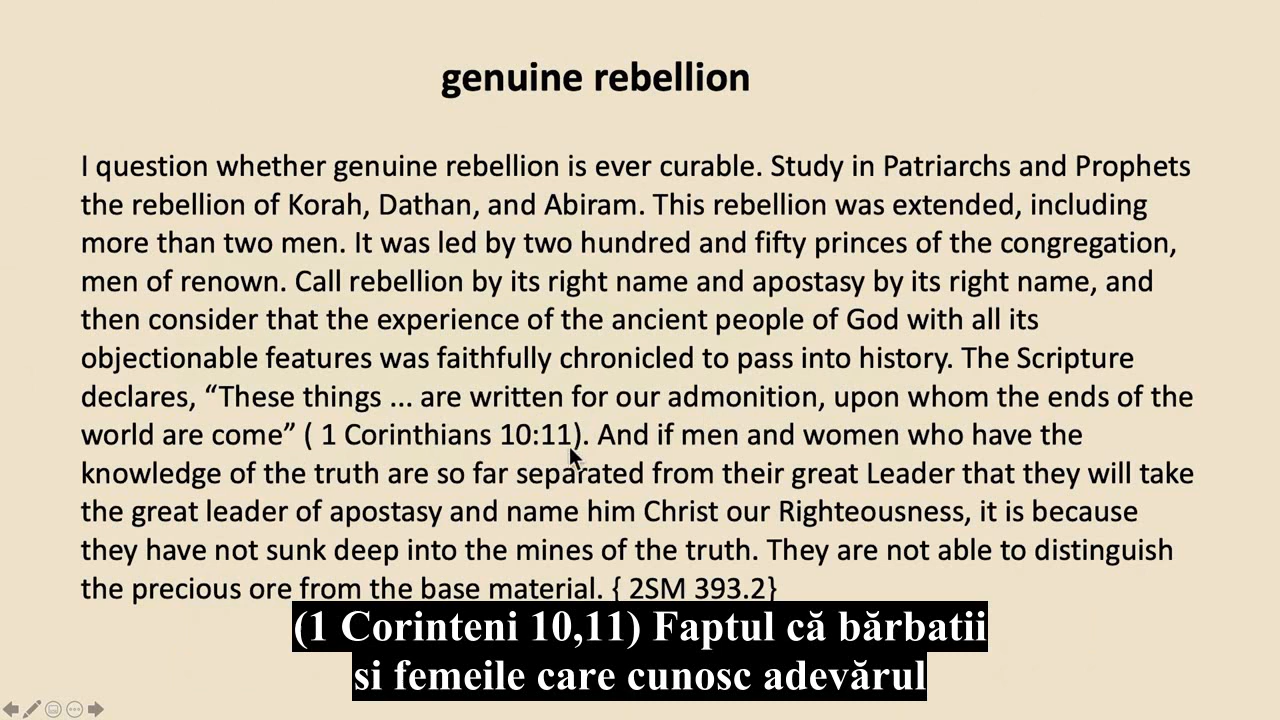 genuine rebellion
I question whether genuine rebellion is ever curable. Study in Patriarchs and Prophets
the rebellion of Korah, Dathan, and Abiram. This rebellion was extended, including
more than two men. It was led by two hundred and fifty princes of the congregation,
men of renown. Call rebellion by its right name and apostasy by its right name, and
then consider that the experience of the ancient people of God with all its
objectionable features was faithfully chronicled to pass into history. The Scripture
declares, “These things ... are written for our admonition, upon whom the ends of the
world are come” ( 1 Corinthians 10:11). And if men and women who have the
knowledge of the truth are so far separated from their great Leader that they will take
the great leader of apostasy and name him Christ our Righteousness, it is because
they have not sunk deep into the mines of the truth. They are not able to distinguish
the precious ore from the base material. { 2SM 393.2}
(1 Corinteni 10,11) Faptul că bărbatii
si femeile care cunosc adevărul